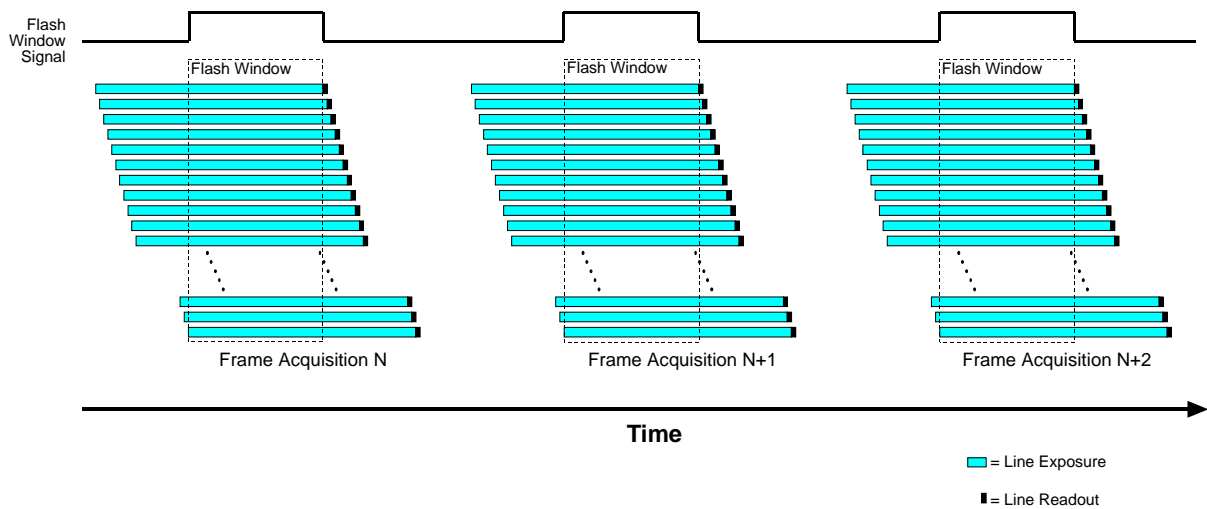 Flash
Window
Signal
Flash Window
Flash Window
Flash Window
Frame Acquisition N
Frame Acquisition N+1
Frame Acquisition N+2
Time
= Line Exposure
= Line Readout